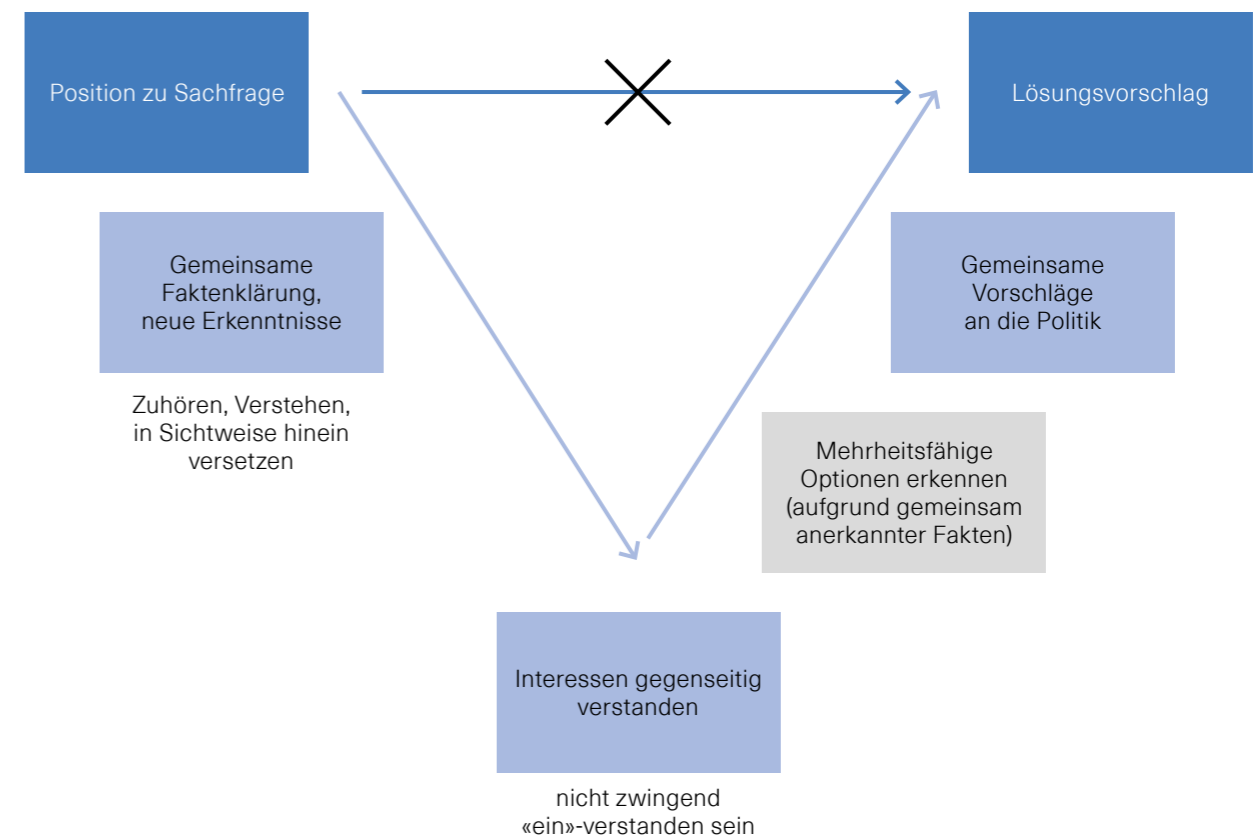 Position zu Sachfrage
Lösungsvorschlag
Gemeinsame
Faktenklärung,
neue Erkenntnisse
Gemeinsame
Vorschläge
an die Politik
Zuhören, Verstehen,
in Sichtweise hinein
versetzen
Mehrheitsfähige
Optionen erkennen
(aufgrund gemeinsam
anerkannter Fakten)
Interessen gegenseitig
verstanden
nicht zwingend
«ein»-verstanden sein